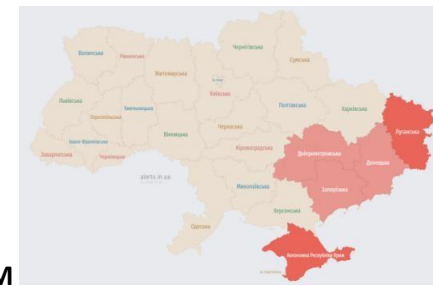 Чернігівська
Волинська
Рівненська
Сумська
Житомирська
Київська
Львівська
Полтавська
Харківська
Луганська
Тернопільська
Хмельницька
Черкаська
Вінницька
Івано-Франківська
Кіровоградська
Дніпропетровська
Донецька
Закарпатська
Чернівецька
alerts.in.ua
Запорізька
Миколаївська
Херсонська
Одеська
Автономна Республіка Крим
м